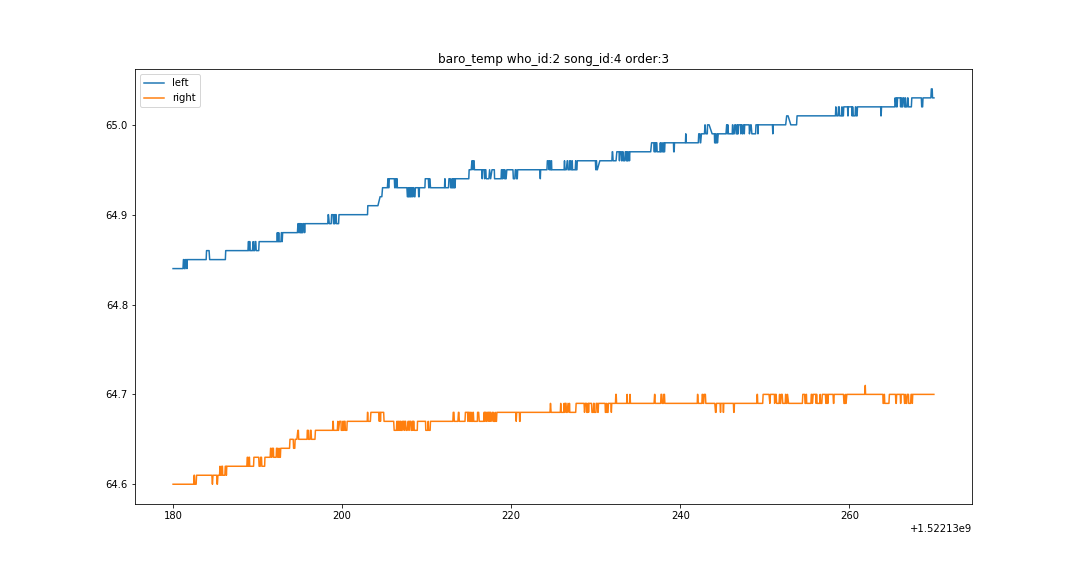 baro_temp who_id:2 song_id:4 order:3
left
right
65.0
64.9
64.8
64.7
64.6
180 200 220 240 260
+1.52213e9